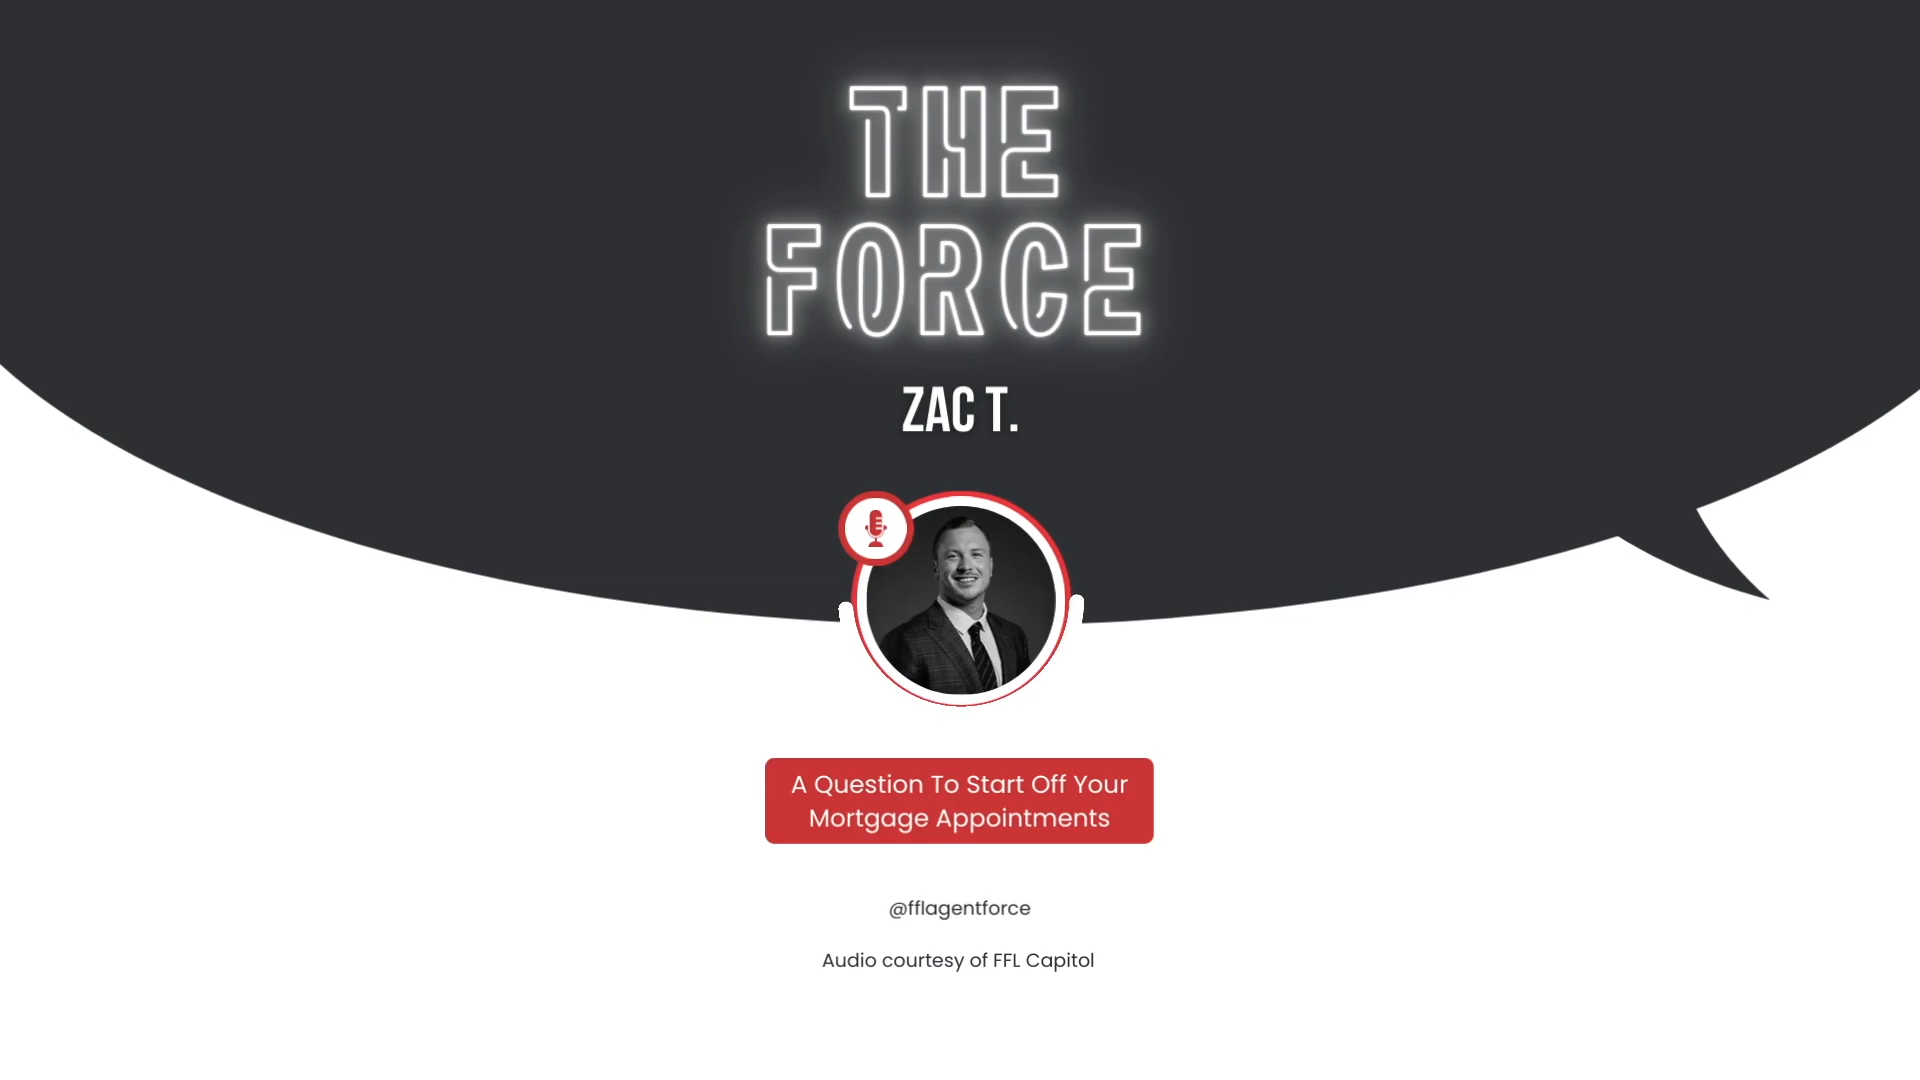 THE
FORCE
ZAC T.
A Question To Start Off Your
Mortgage Appointments
@fflagentforce
Audio courtesy of FFL Capitol